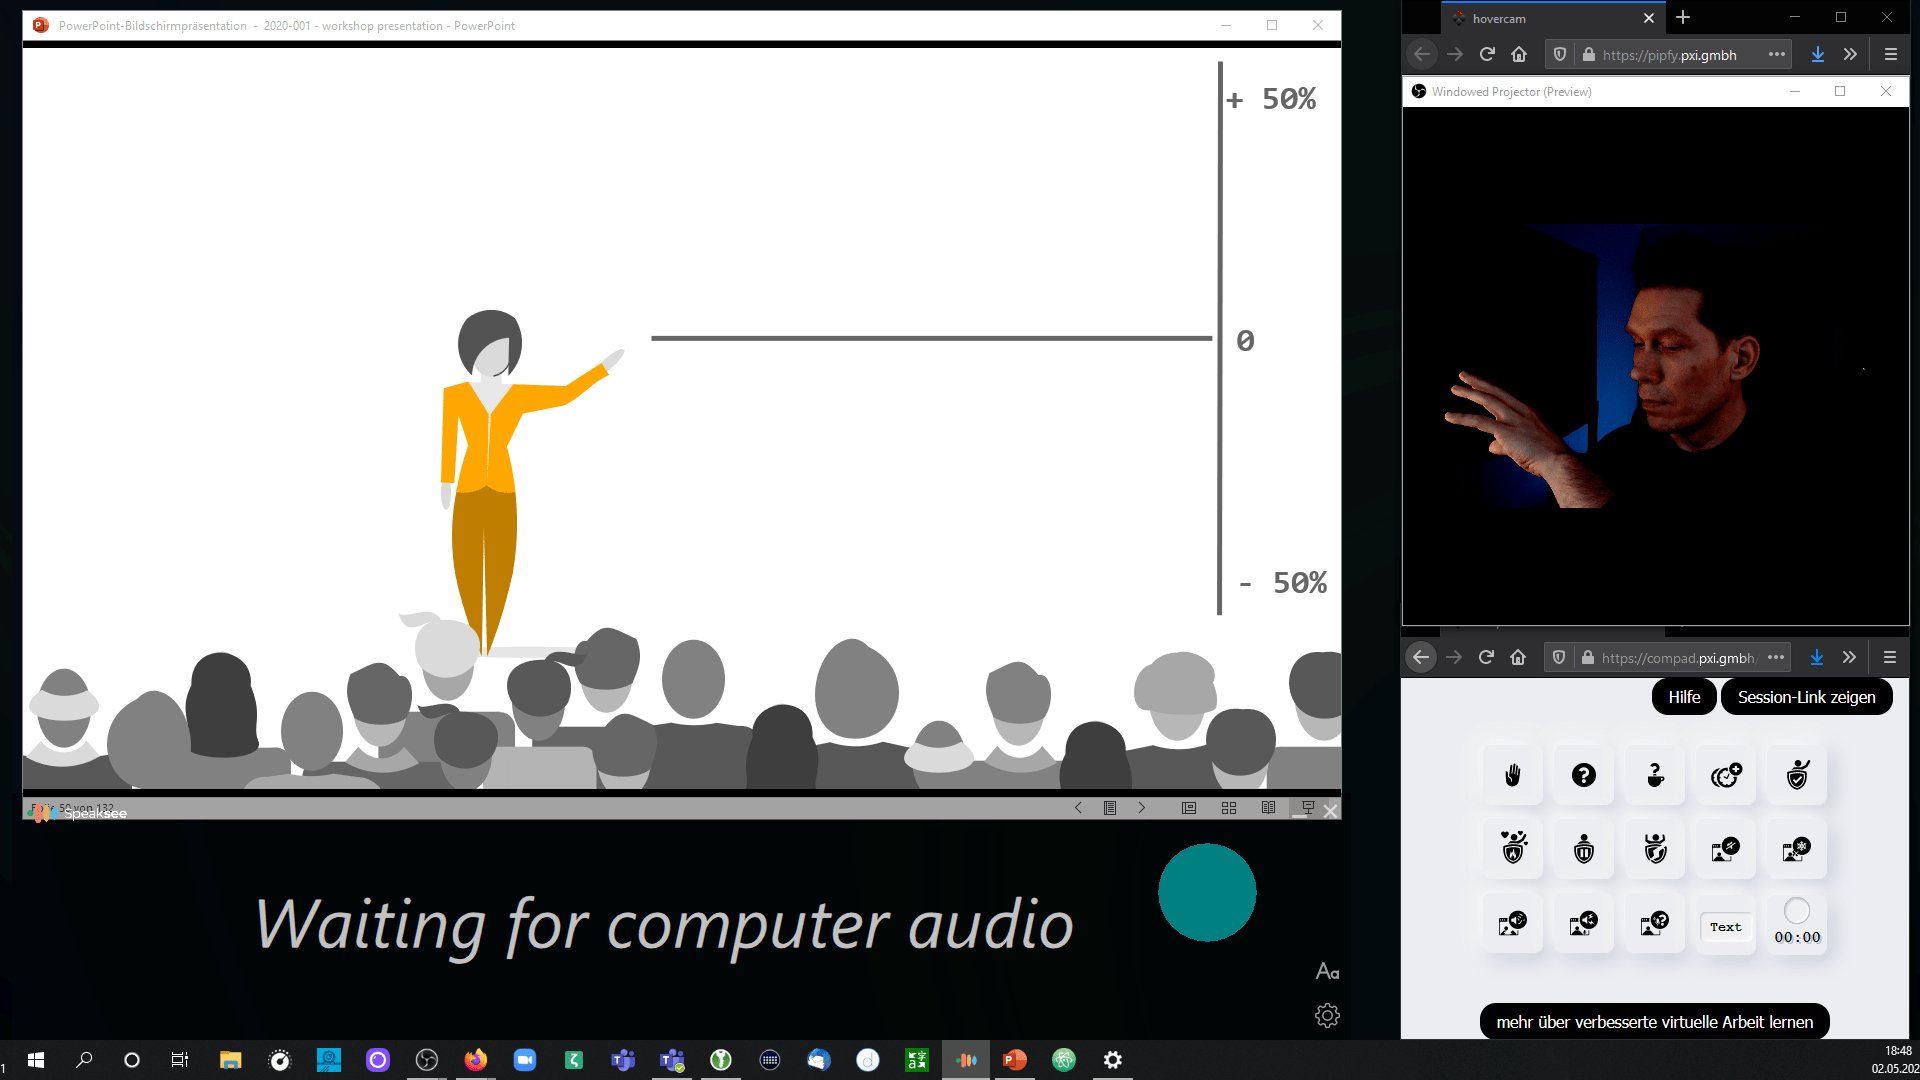 PowerPoint-Bildschirmpräsentation - 2020-001 - workshop presentation - PowerPoint
+ 50%
0
- 50%
Folie 59 von 132
Speaksee
Waiting for computer audio
Aa
hovercam
https://pipfy.pxi.gmbh
Windowed Projector (Preview)
https://compad.pxi.gmbh/
Hilfe
Session-Link zeigen
Text
00:00
mehr über verbesserte virtuelle Arbeit lernen
1
18:48
02.05.202